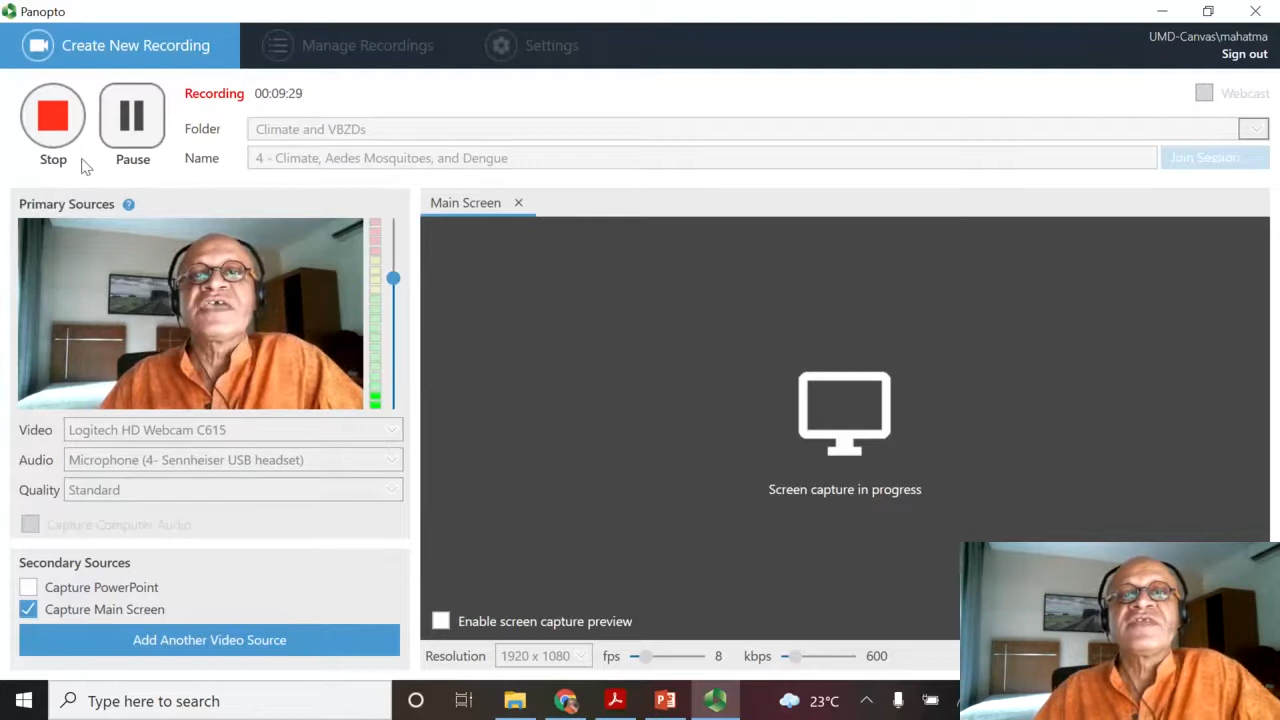 Panopto
Create New Recording
Manage Recordings
Settings
UMD-Canvas\mahatma
Sign out
Recording 00:09:29
Webcast
Folder Climate and VBZDs
Stop Pause
Name 4 - Climate, Aedes Mosquitoes, and Dengue
Join Session
Primary Sources ?
Main Screen
Video Logitech HD Webcam C615
Audio Microphone (4- Sennheiser USB headset)
Quality Standard
Capture Computer Audio
Screen capture in progress
Secondary Sources
Capture PowerPoint
Capture Main Screen
Add Another Video Source
Enable screen capture preview
Resolution 1920 x 1080 fps 8 kbps 600
Type here to search
23°C